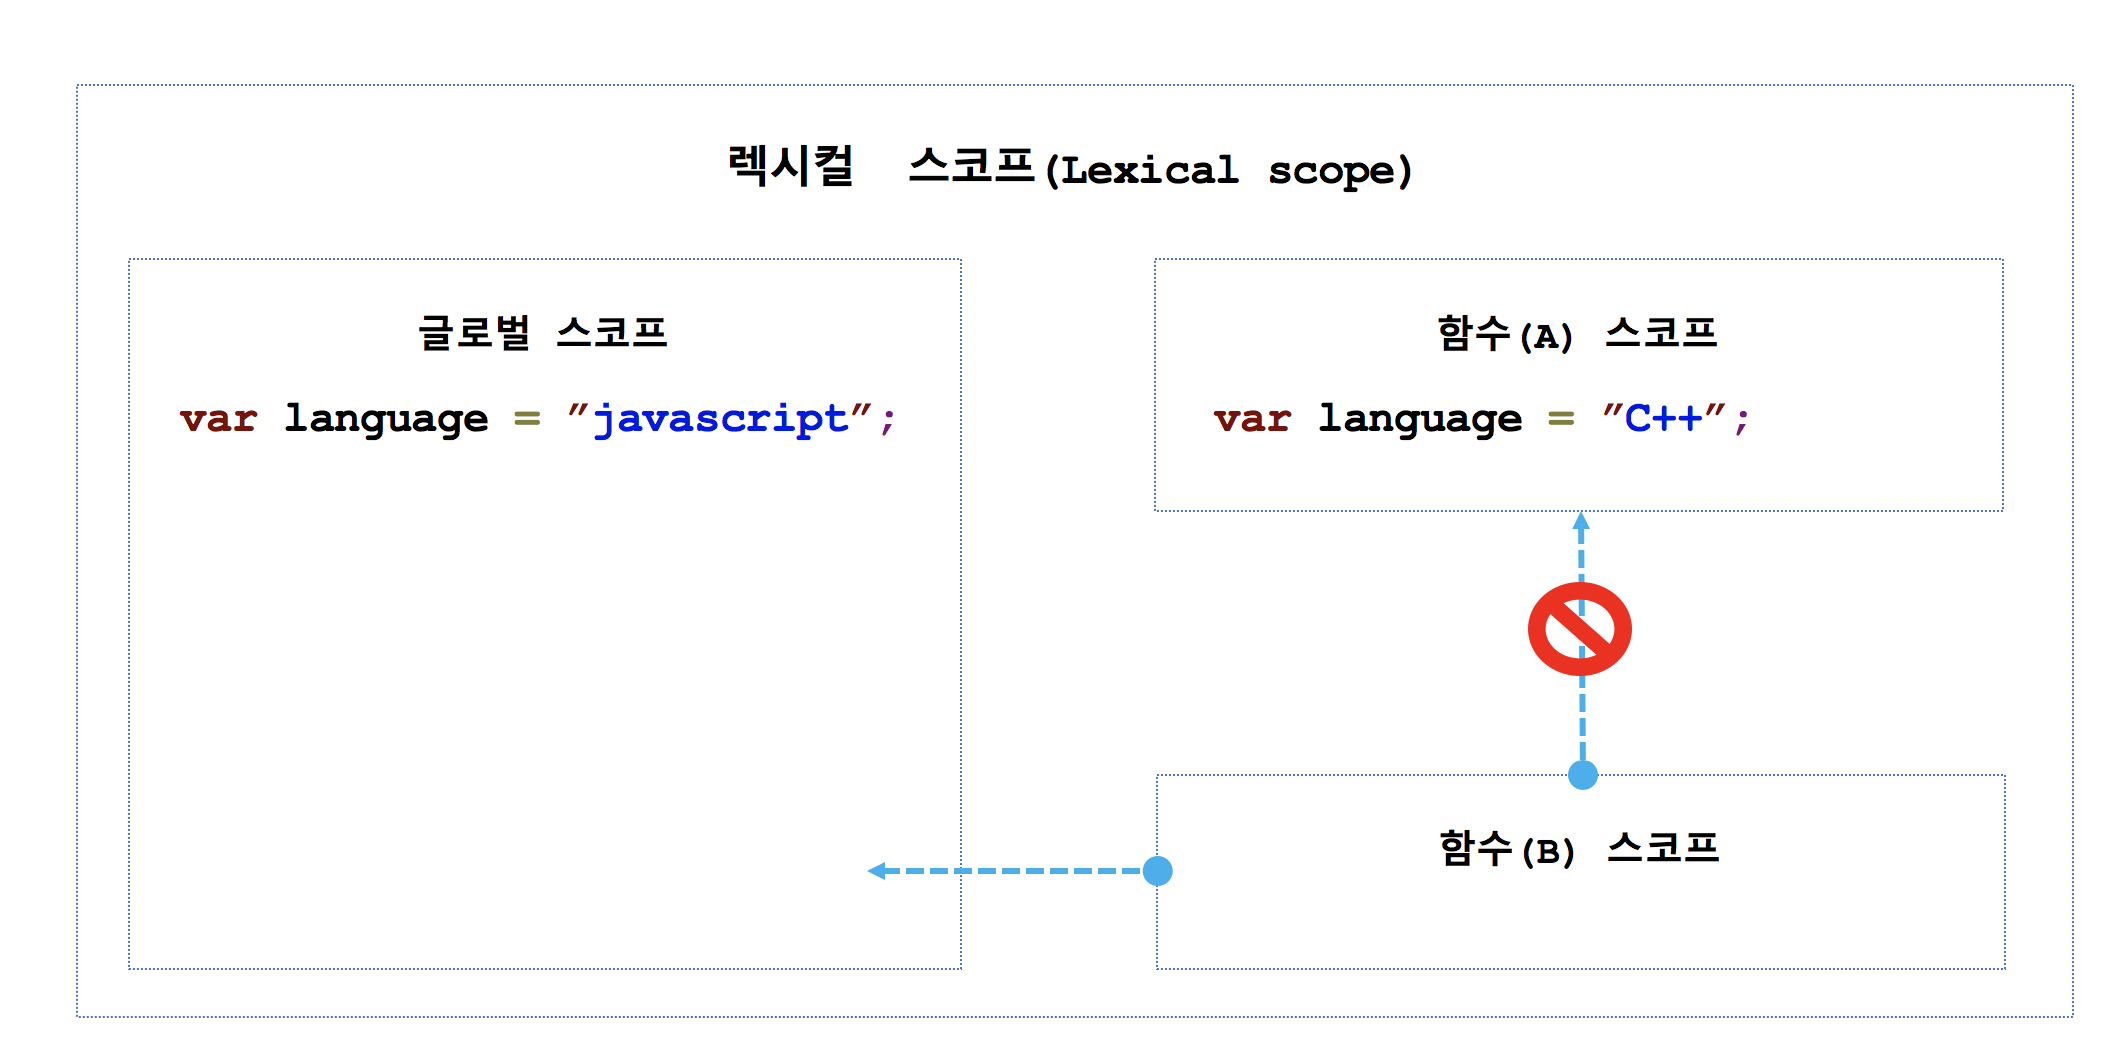 렉시컬 스코프(Lexical scope)
글로벌 스코프
var language = ”javascript”;
함수(A) 스코프
var language = ”C++”;
함수(B) 스코프